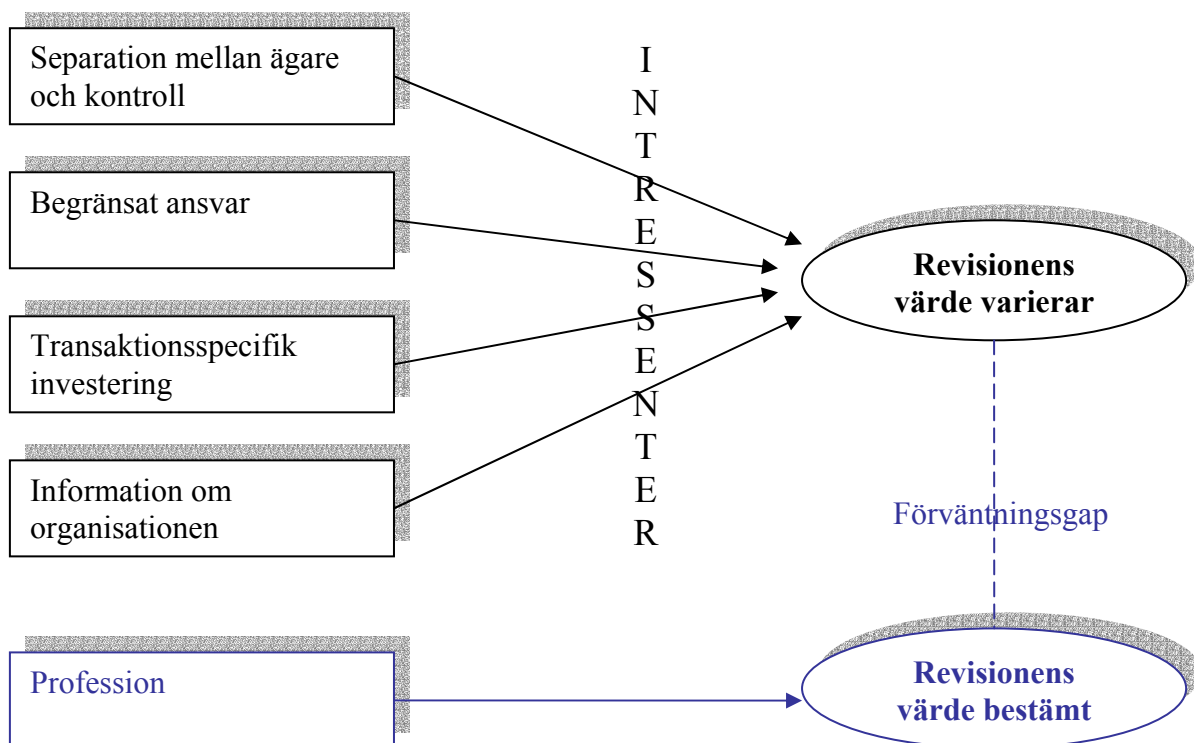 Separation mellan ägare
och kontroll
Begränsat ansvar
Transaktionsspecifik
investering
Information om
organisationen
Profession
I
N
T
R
E
S
S
E
N
T
E
R
Revisionens
värde varierar
Förväntningsgap
Revisionens
värde bestämt